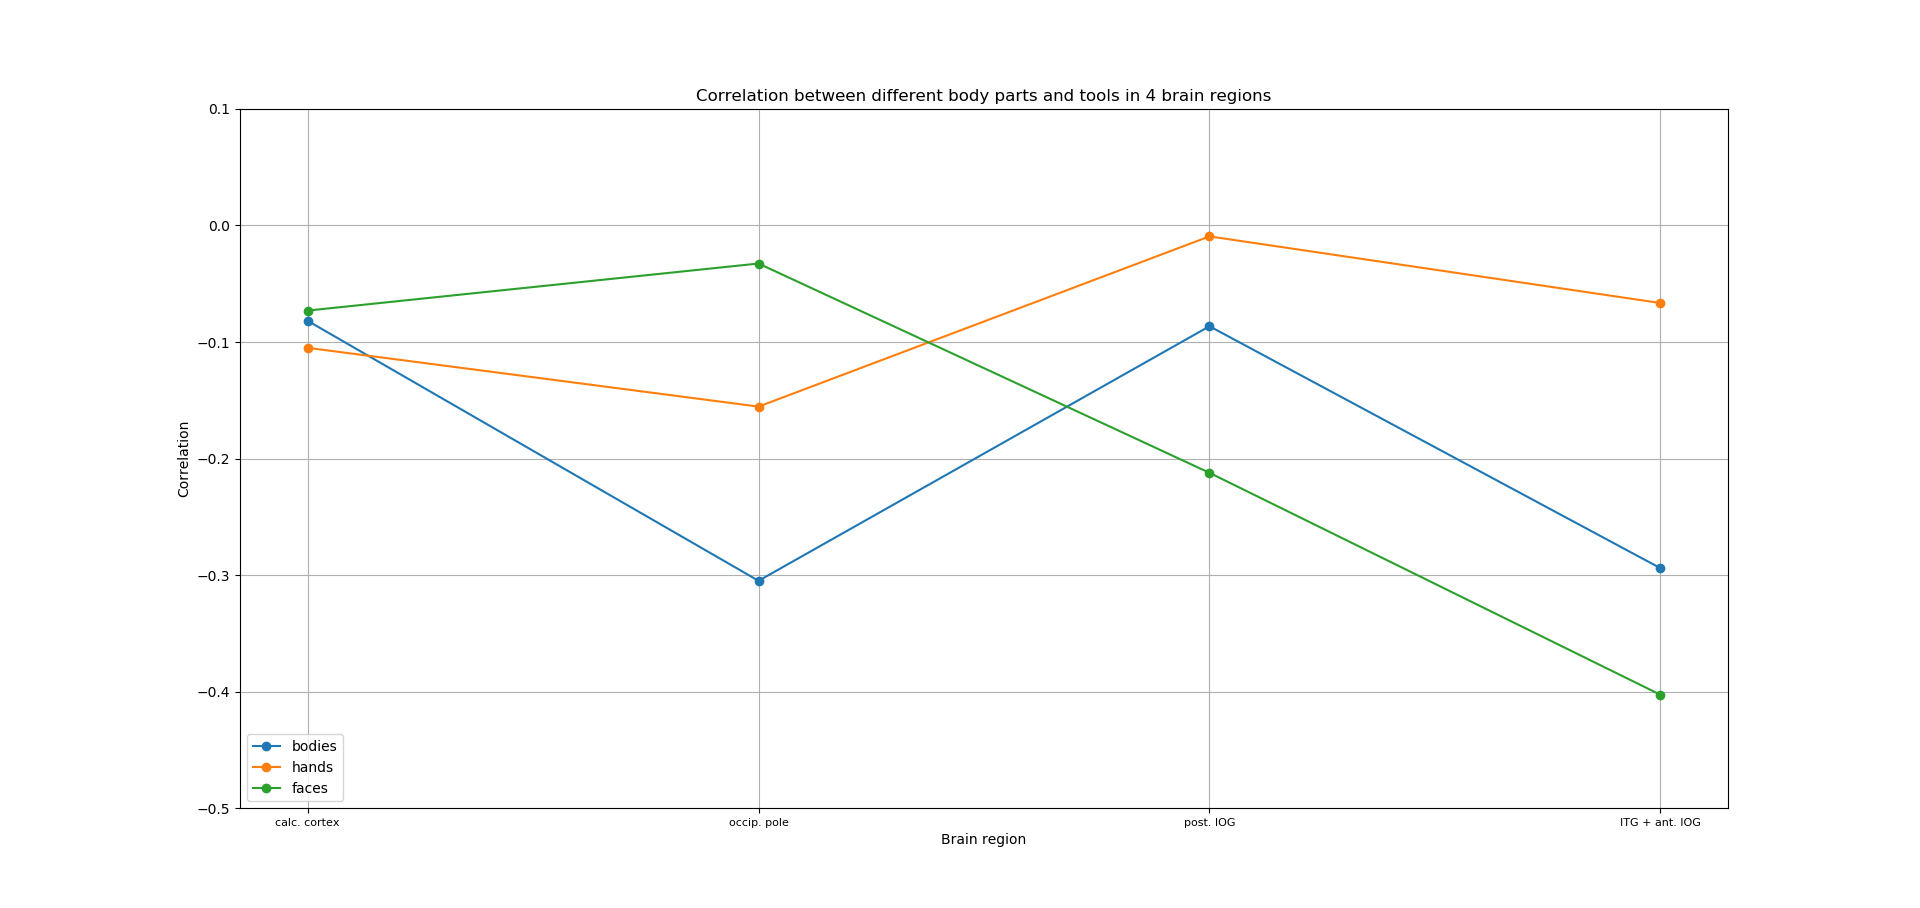 Correlation between different body parts and tools in 4 brain regions
0.1
0.0
−0.1
−0.2
−0.3
−0.4
−0.5
Correlation
bodies
hands
faces
calc. cortex occip. pole post. IOG ITG + ant. IOG
Brain region